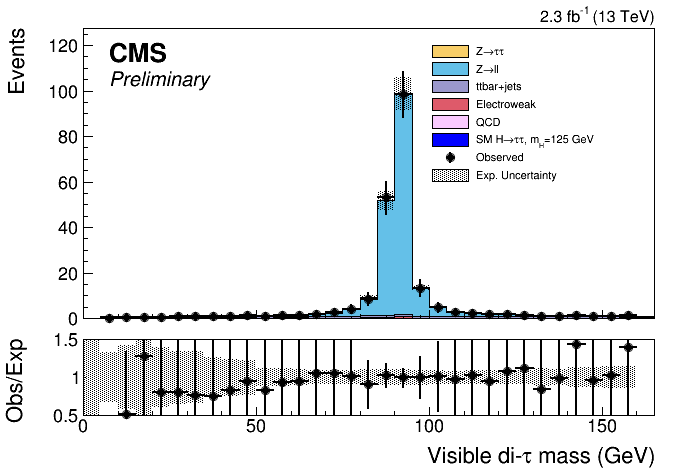 2.3 fb⁻¹ (13 TeV)
Events
120
100
80
60
40
20
0
CMS
Preliminary
Z→ττ
Z→ll
ttbar+jets
Electroweak
QCD
SM H→ττ, m_H=125 GeV
Observed
Exp. Uncertainty
Obs/Exp
1.5
1
0.5
0 50 100 150
Visible di-τ mass (GeV)